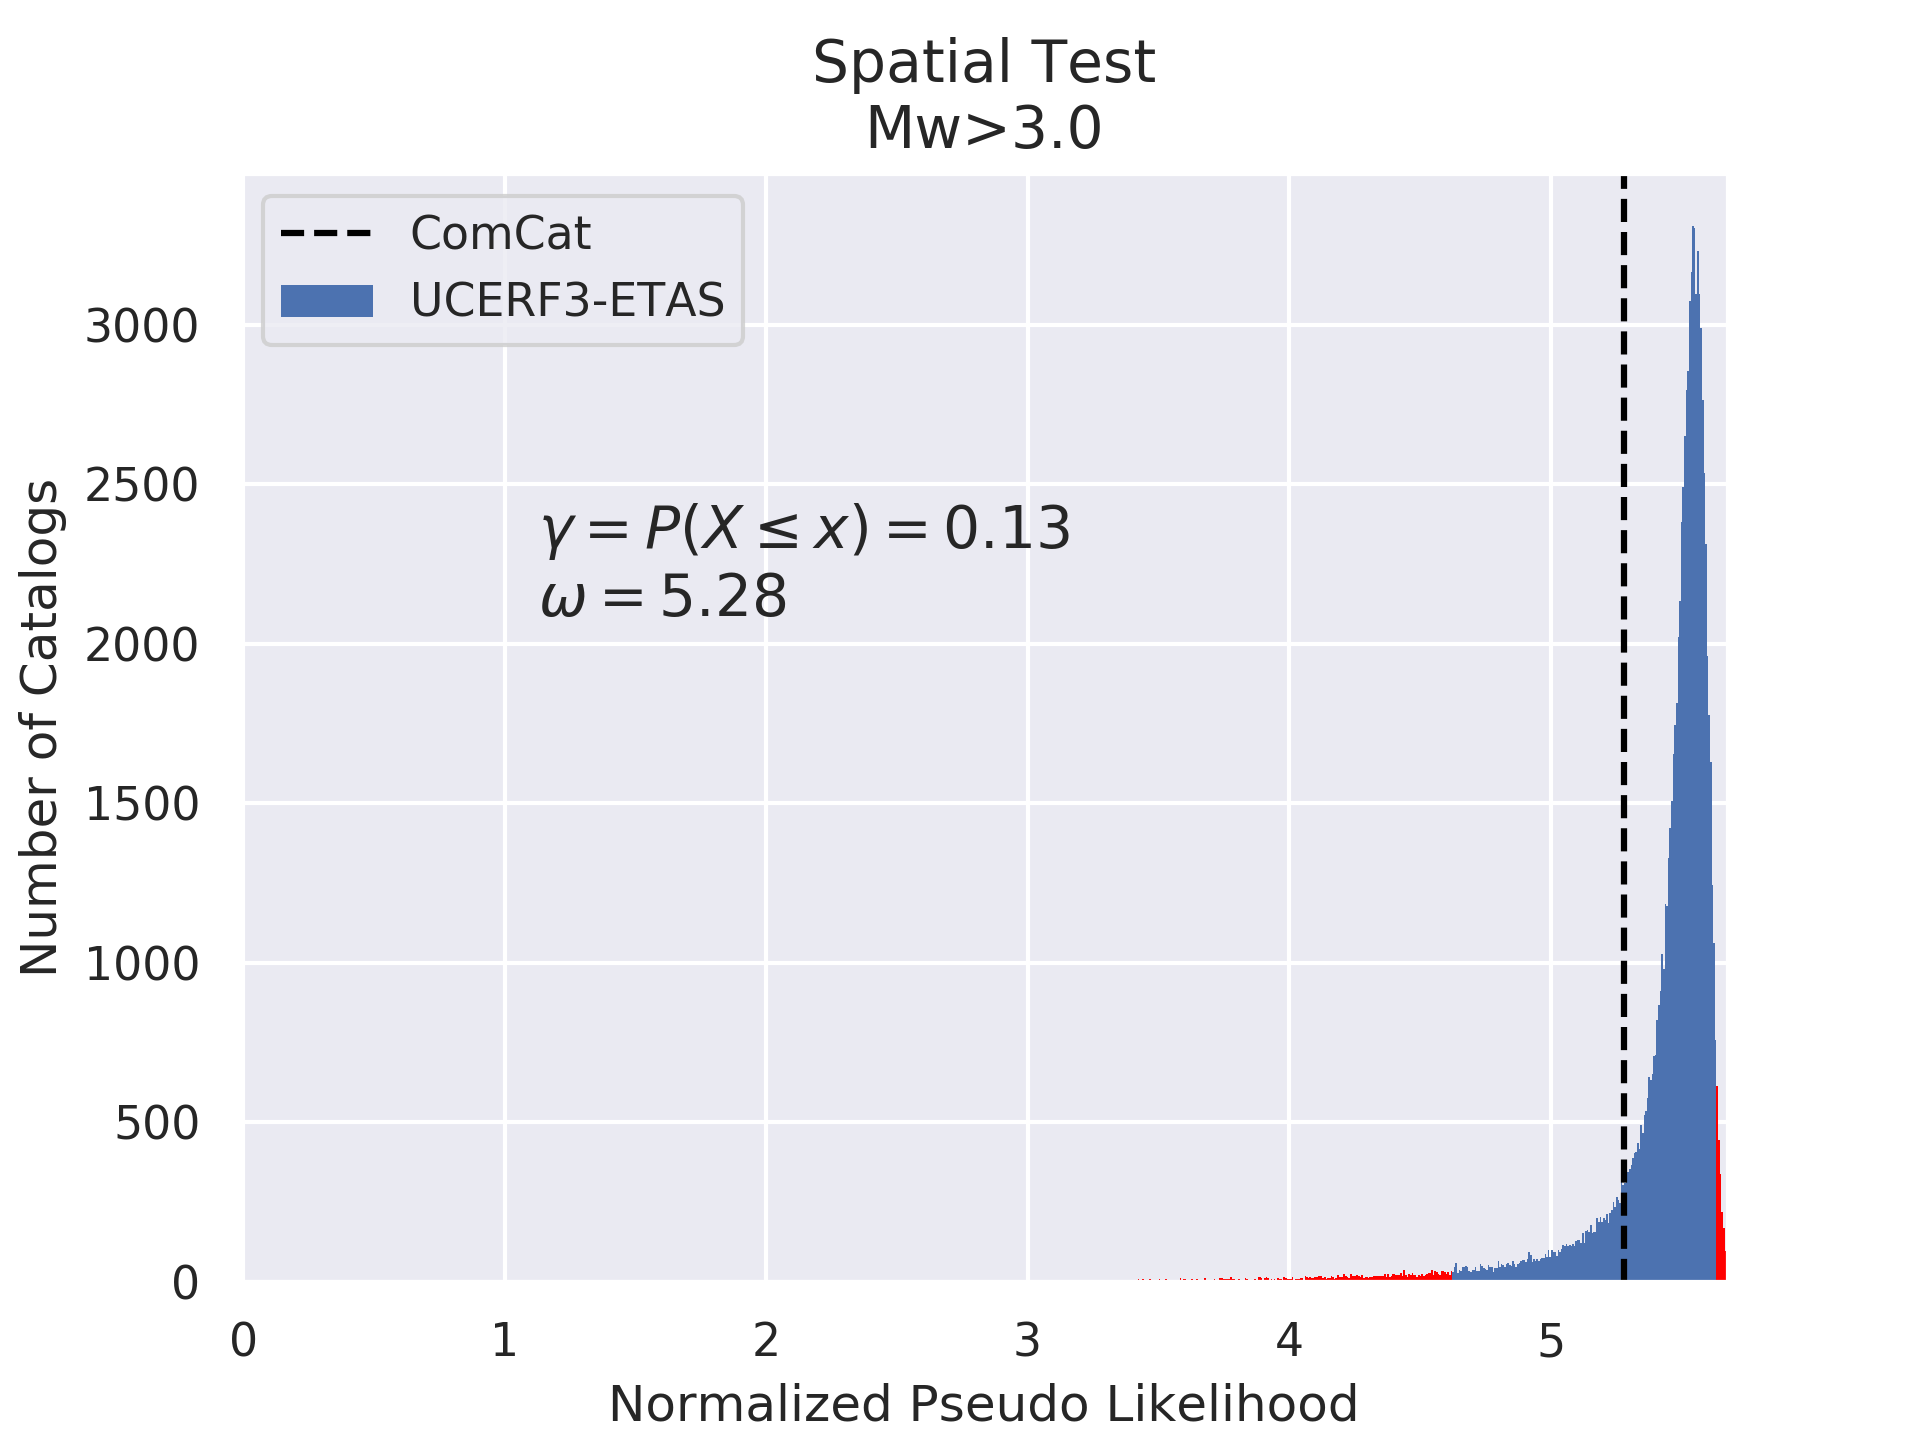 Spatial Test
Mw>3.0
ComCat
UCERF3-ETAS
γ = P(X ≤ x) = 0.13
ω = 5.28
Number of Catalogs
3000
2500
2000
1500
1000
500
0
0 1 2 3 4 5
Normalized Pseudo Likelihood